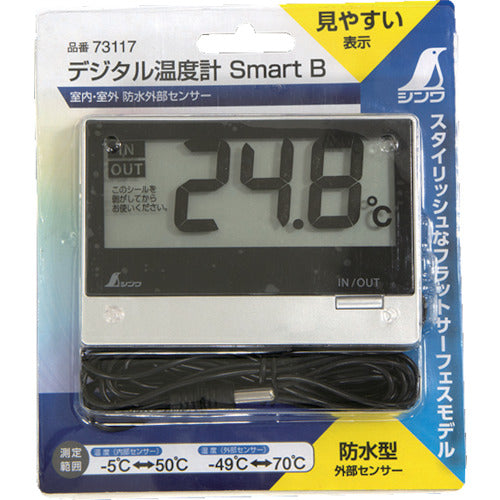 品番 73117
見やすい
表示
デジタル温度計 Smart B
室内・室外 防水外部センサー
シンワ
スタイリッシュなフラットサーフェスモデル
IN
OUT
24.8℃
このシールを
剥がしてから
お使いください。
シンワ
IN/OUT
測定
範囲
温度(内部センサー)
-5℃⟷50℃
温度(外部センサー)
-49℃⟷70℃
防水型
外部センサー